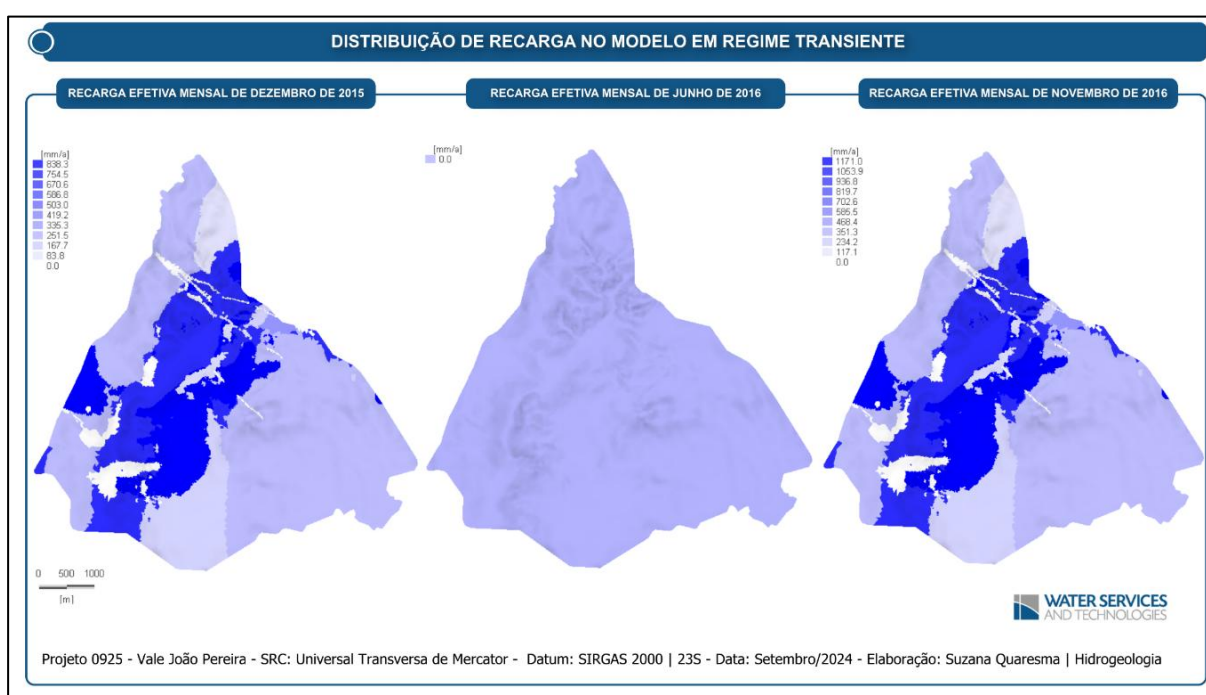 DISTRIBUIÇÃO DE RECARGA NO MODELO EM REGIME TRANSIENTE
RECARGA EFETIVA MENSAL DE DEZEMBRO DE 2015
RECARGA EFETIVA MENSAL DE JUNHO DE 2016
RECARGA EFETIVA MENSAL DE NOVEMBRO DE 2016
[mm/a]
838.3
754.5
670.6
586.8
503.0
419.2
335.3
251.5
167.7
83.8
0.0
[mm/a]
0.0
[mm/a]
1171.0
1053.9
936.8
819.7
702.6
585.5
468.4
351.3
234.2
117.1
0.0
0 500 1000
[m]
WATER SERVICES
AND TECHNOLOGIES
Projeto 0925 - Vale João Pereira - SRC: Universal Transversa de Mercator - Datum: SIRGAS 2000 | 23S - Data: Setembro/2024 - Elaboração: Suzana Quaresma | Hidrogeologia